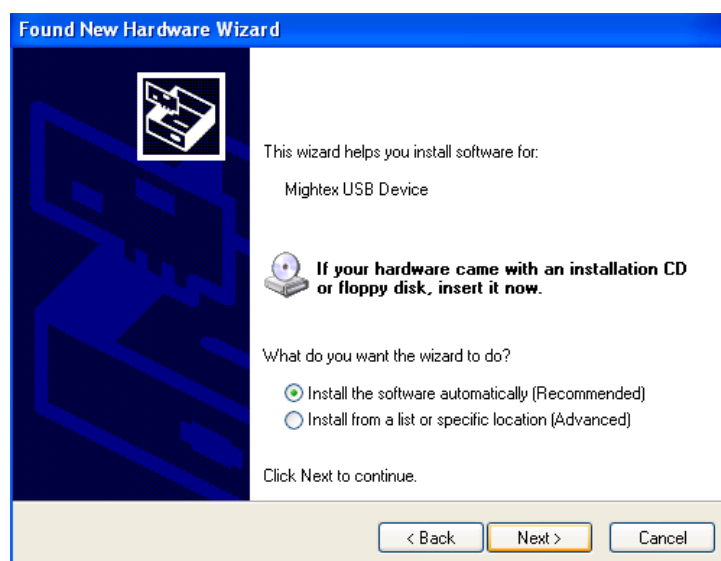 Found New Hardware Wizard
This wizard helps you install software for:
Mightex USB Device
If your hardware came with an installation CD
or floppy disk, insert it now.
What do you want the wizard to do?
Install the software automatically (Recommended)
Install from a list or specific location (Advanced)
Click Next to continue.
< Back
Next >
Cancel